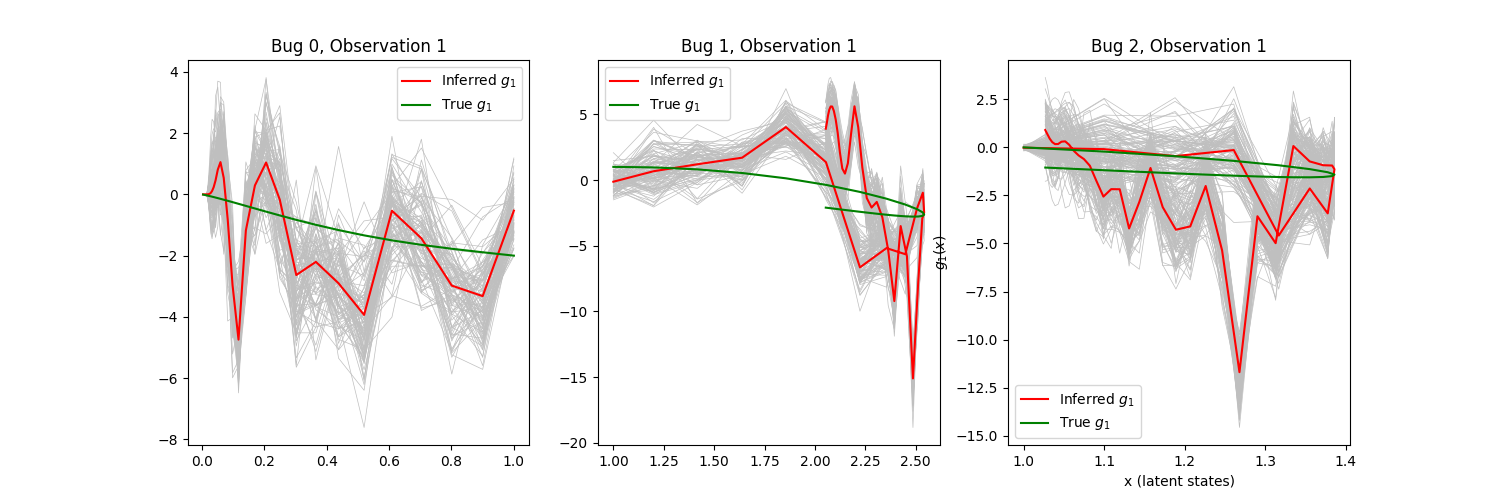 Bug 0, Observation 1
4
2
0
−2
−4
−6
−8
0.0 0.2 0.4 0.6 0.8 1.0
Inferred g₁
True g₁
Bug 1, Observation 1
5
0
−5
−10
−15
−20
1.00 1.25 1.50 1.75 2.00 2.25 2.50
Inferred g₁
True g₁
Bug 2, Observation 1
g₁(x)
2.5
0.0
−2.5
−5.0
−7.5
−10.0
−12.5
−15.0
1.0 1.1 1.2 1.3 1.4
x (latent states)
Inferred g₁
True g₁